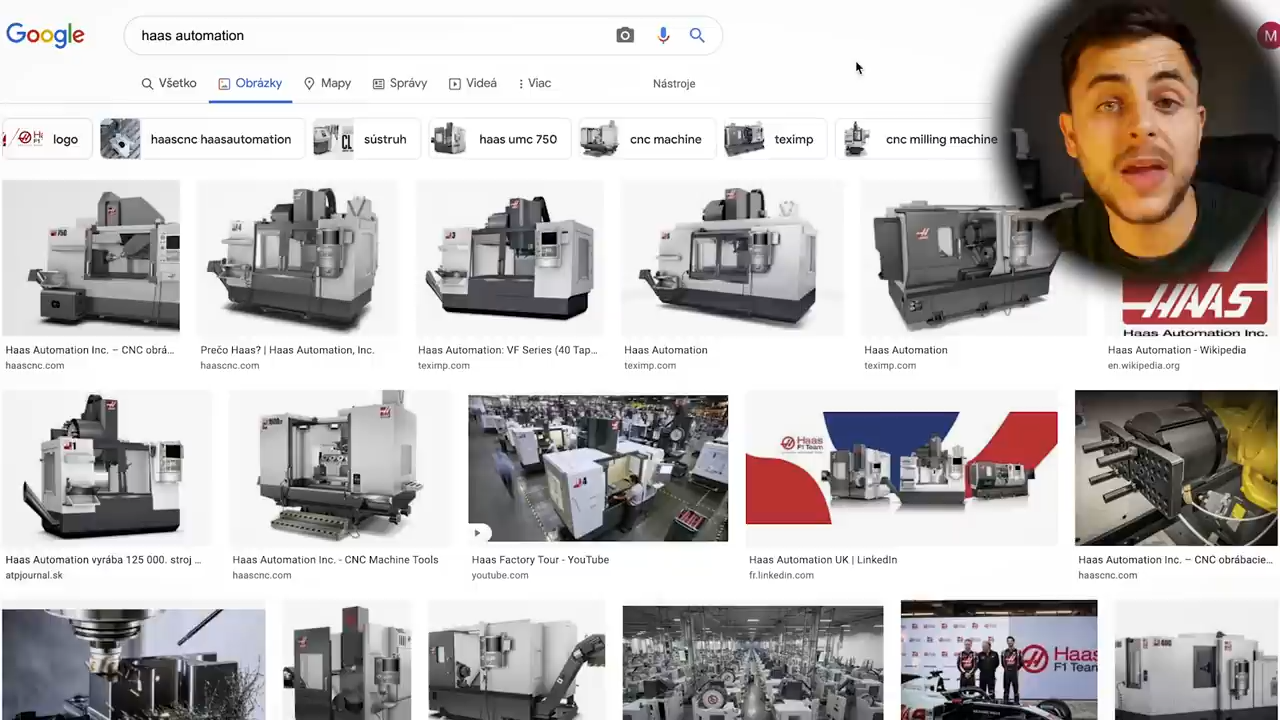 Google
haas automation
M
Všetko
Obrázky
Mapy
Správy
Videá
Viac
Nástroje
logo
haascnc haasautomation
sústruh
haas umc 750
cnc machine
teximp
cnc milling machine
HAAS
Haas Automation Inc.
Haas Automation Inc. – CNC obrá...
haascnc.com
Prečo Haas? | Haas Automation, Inc.
haascnc.com
Haas Automation: VF Series (40 Tap...
teximp.com
Haas Automation
teximp.com
Haas Automation
teximp.com
Haas Automation - Wikipedia
en.wikipedia.org
Haas
F1 Team
Haas Automation vyrába 125 000. stroj ...
atpjournal.sk
Haas Automation Inc. - CNC Machine Tools
haascnc.com
Haas Factory Tour - YouTube
youtube.com
Haas Automation UK | LinkedIn
fr.linkedin.com
Haas Automation Inc. – CNC obrábacie...
haascnc.com
Haas
F1 Team